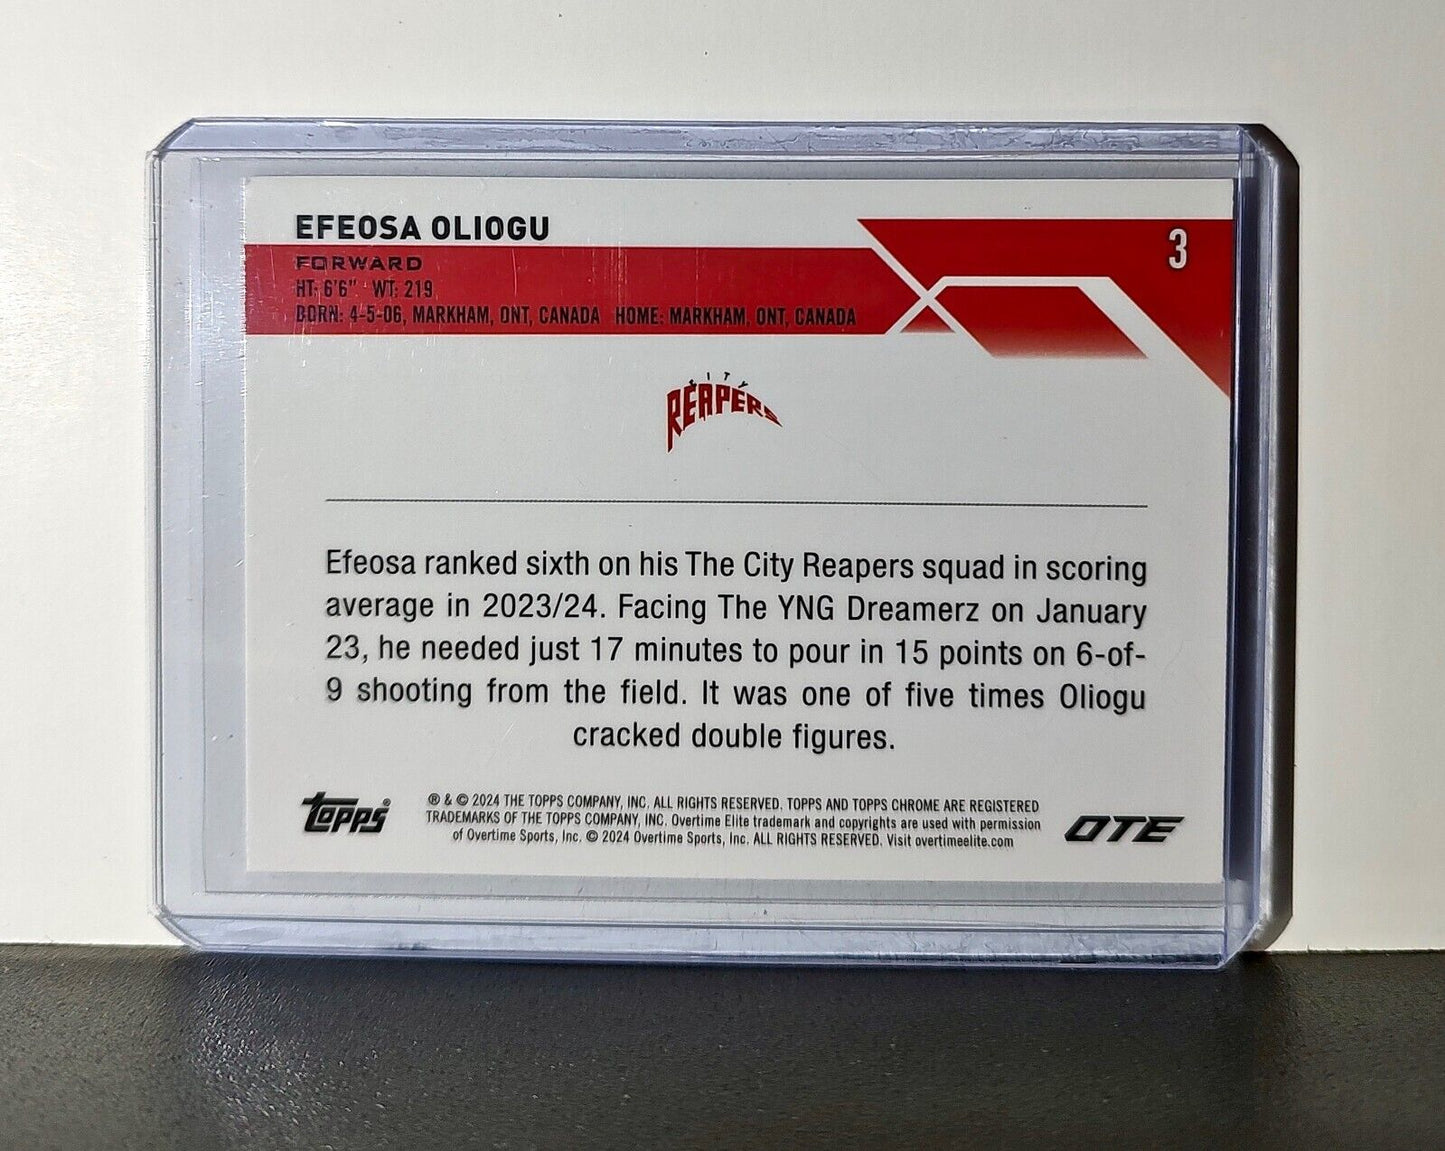 EFEOSA OLIOGU
3
FORWARD
HT: 6'6" WT: 219
BORN: 4-5-06, MARKHAM, ONT, CANADA HOME: MARKHAM, ONT, CANADA
CITY
REAPERS
Efeosa ranked sixth on his The City Reapers squad in scoring
average in 2023/24. Facing The YNG Dreamerz on January
23, he needed just 17 minutes to pour in 15 points on 6-of-
9 shooting from the field. It was one of five times Oliogu
cracked double figures.
Topps®
® & © 2024 THE TOPPS COMPANY, INC. ALL RIGHTS RESERVED. TOPPS AND TOPPS CHROME ARE REGISTERED
TRADEMARKS OF THE TOPPS COMPANY, INC. Overtime Elite trademark and copyrights are used with permission
of Overtime Sports, Inc. © 2024 Overtime Sports, Inc. ALL RIGHTS RESERVED. Visit overtimeelite.com
OTE